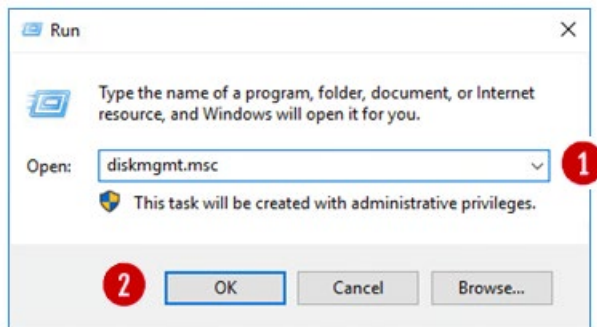 Run
Type the name of a program, folder, document, or Internet
resource, and Windows will open it for you.
Open: diskmgmt.msc
1
This task will be created with administrative privileges.
2 OK Cancel Browse...